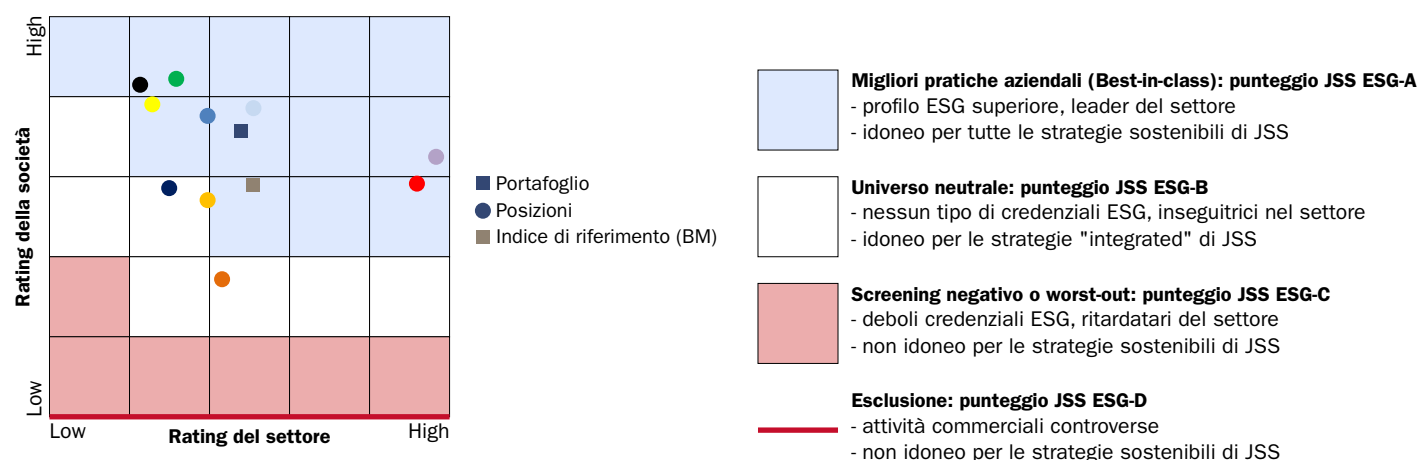 High
Rating della società
Low
Low
Rating del settore
High
Portafoglio
Posizioni
Indice di riferimento (BM)
Migliori pratiche aziendali (Best-in-class): punteggio JSS ESG-A
- profilo ESG superiore, leader del settore
- idoneo per tutte le strategie sostenibili di JSS
Universo neutrale: punteggio JSS ESG-B
- nessun tipo di credenziali ESG, inseguitrici nel settore
- idoneo per le strategie "integrated" di JSS
Screening negativo o worst-out: punteggio JSS ESG-C
- deboli credenziali ESG, ritardatari del settore
- non idoneo per le strategie sostenibili di JSS
Esclusione: punteggio JSS ESG-D
- attività commerciali controverse
- non idoneo per le strategie sostenibili di JSS